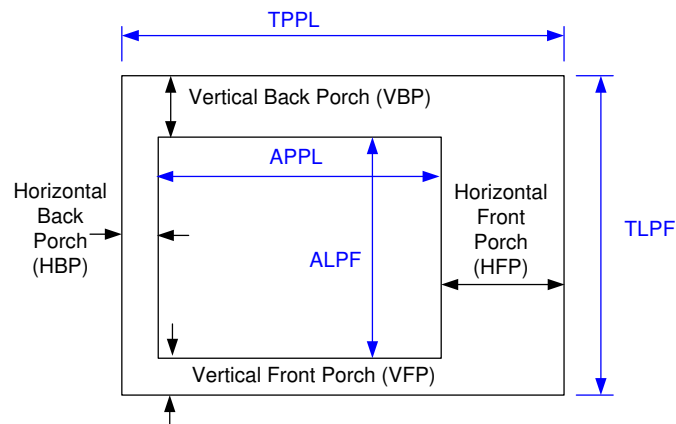 TPPL
Vertical Back Porch (VBP)
APPL
Horizontal
Back
Porch
(HBP)
Horizontal
Front
Porch
(HFP)
TLPF
ALPF
Vertical Front Porch (VFP)